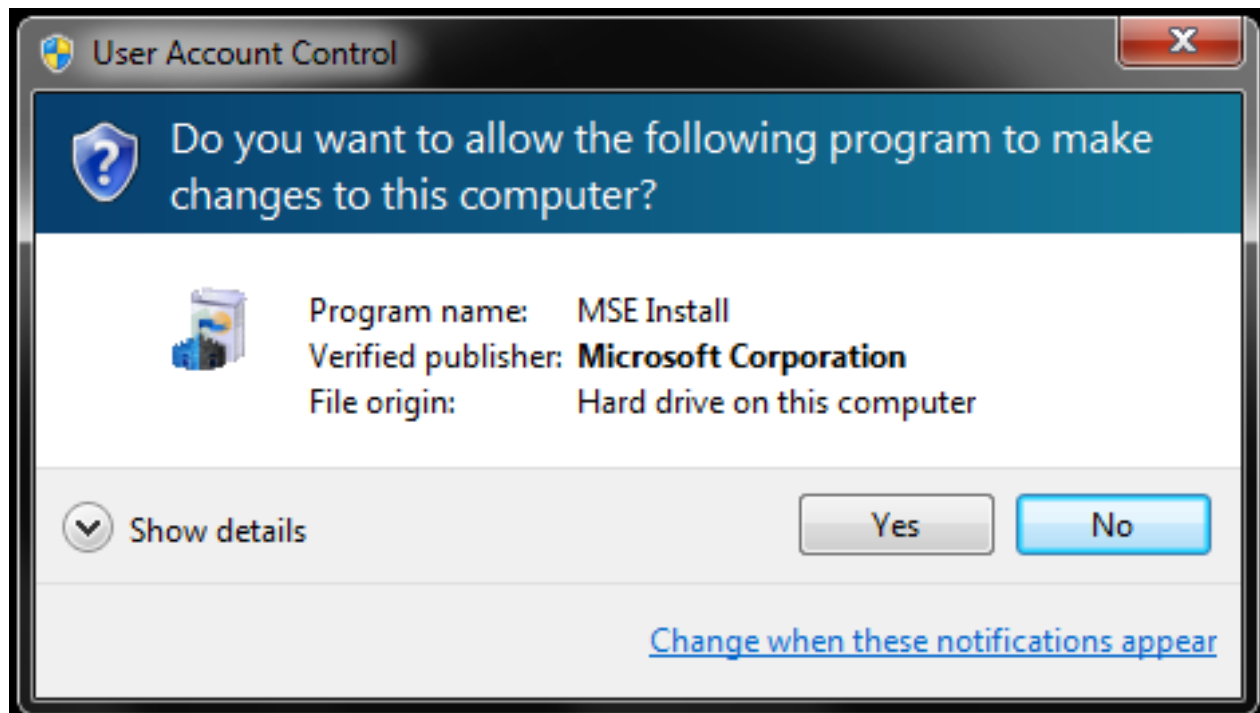 User Account Control
Do you want to allow the following program to make
changes to this computer?
Program name: MSE Install
Verified publisher: Microsoft Corporation
File origin: Hard drive on this computer
Show details
Yes
No
Change when these notifications appear